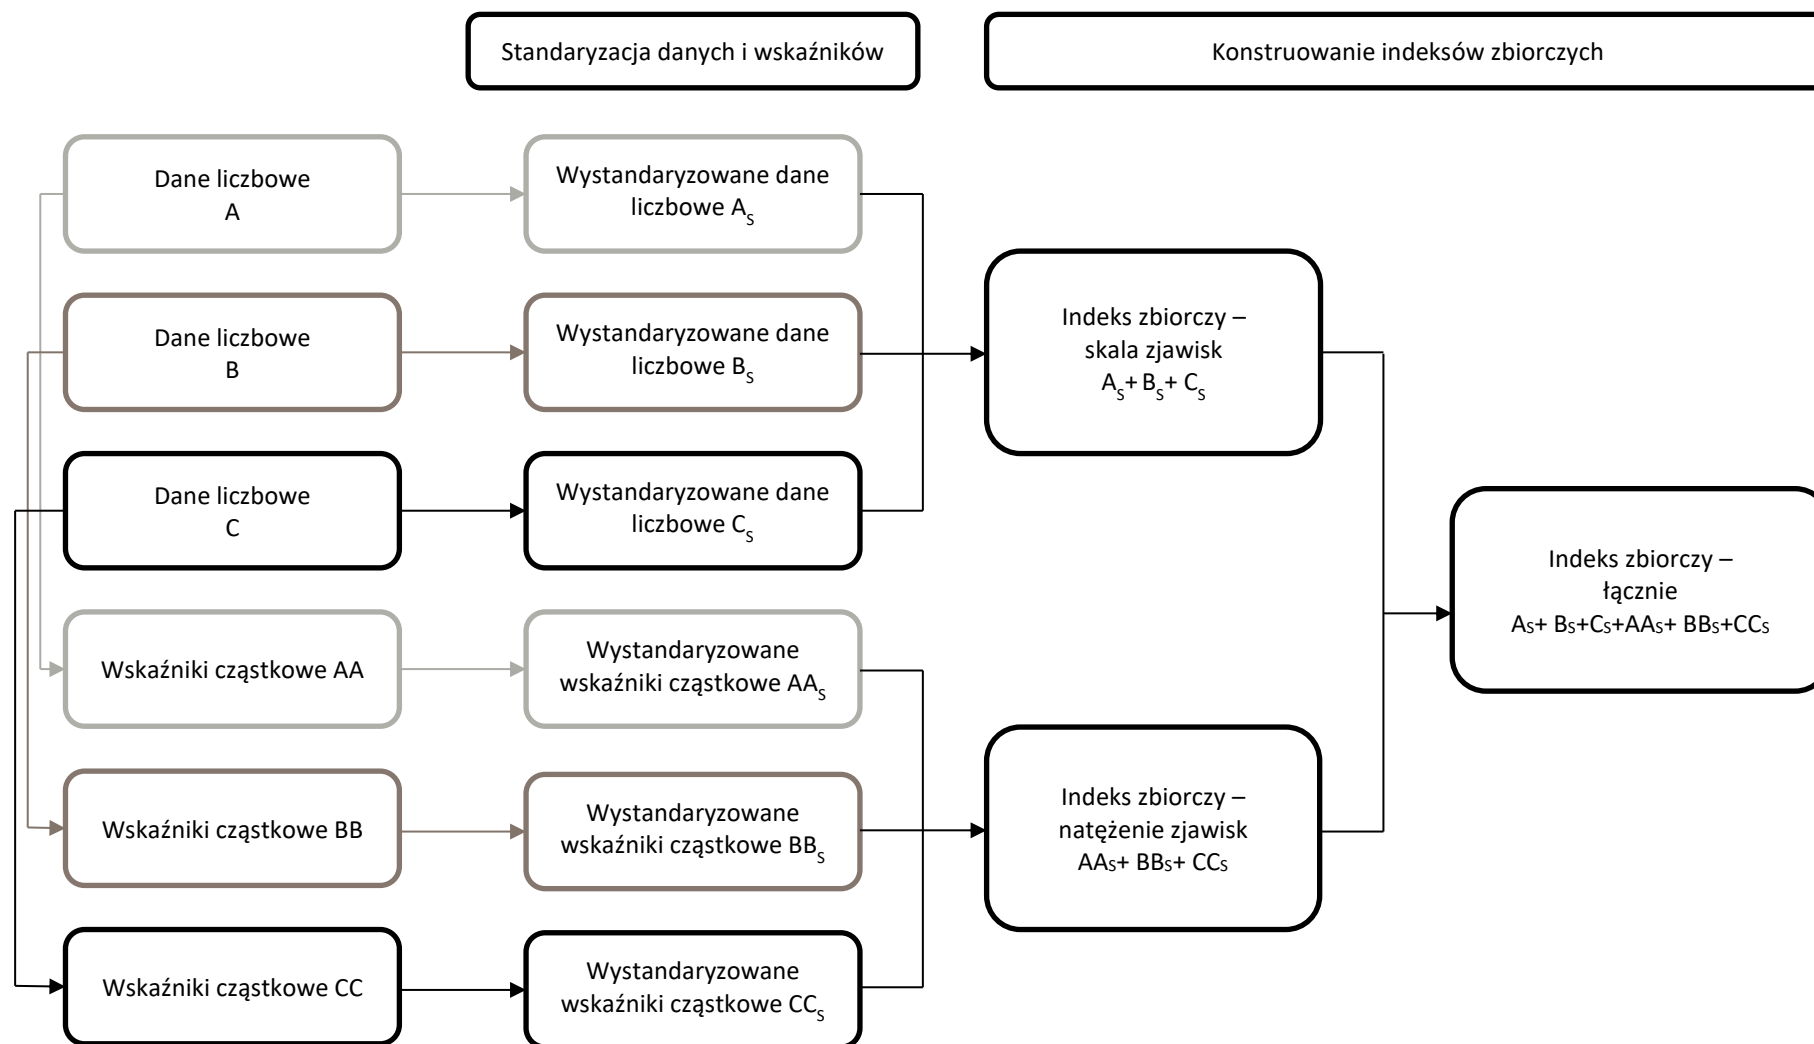 Standaryzacja danych i wskaźników
Konstruowanie indeksów zbiorczych
Dane liczbowe
A
Wystandaryzowane dane
liczbowe Aₛ
Dane liczbowe
B
Wystandaryzowane dane
liczbowe Bₛ
Dane liczbowe
C
Wystandaryzowane dane
liczbowe Cₛ
Wskaźniki cząstkowe AA
Wystandaryzowane
wskaźniki cząstkowe AAₛ
Wskaźniki cząstkowe BB
Wystandaryzowane
wskaźniki cząstkowe BBₛ
Wskaźniki cząstkowe CC
Wystandaryzowane
wskaźniki cząstkowe CCₛ
Indeks zbiorczy –
skala zjawisk
Aₛ+ Bₛ+ Cₛ
Indeks zbiorczy –
natężenie zjawisk
AAₛ+ BBₛ+ CCₛ
Indeks zbiorczy –
łącznie
Aₛ+ Bₛ+Cₛ+AAₛ+ BBₛ+CCₛ